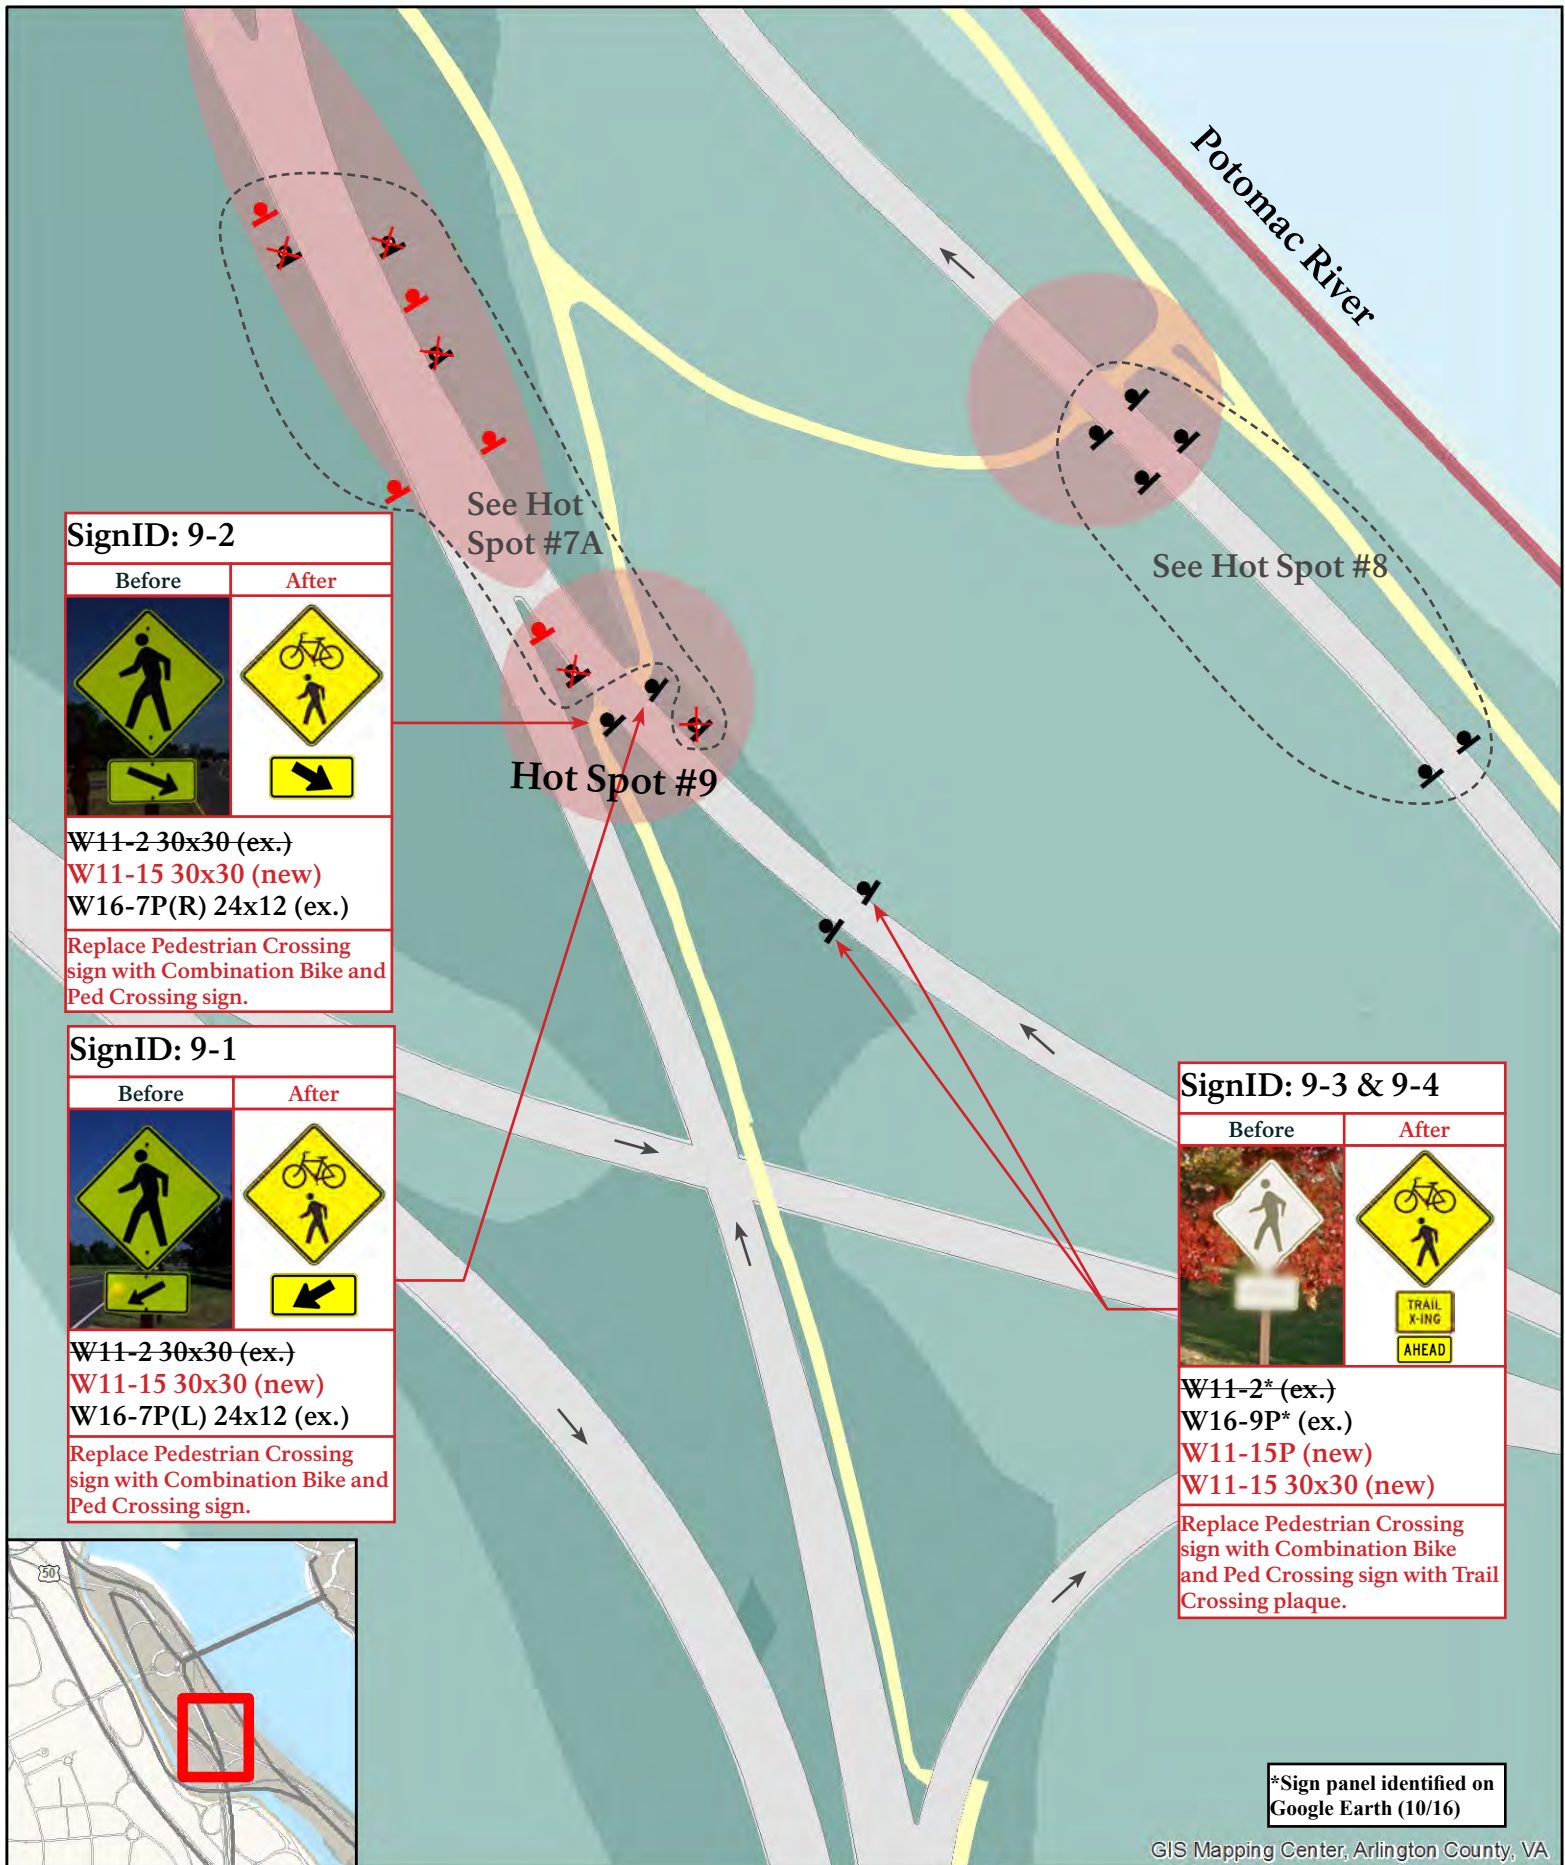 Potomac River
See Hot
Spot #7A
See Hot Spot #8
Hot Spot #9
SignID: 9-2
Before
After
W11-2 30x30 (ex.)
W11-15 30x30 (new)
W16-7P(R) 24x12 (ex.)
Replace Pedestrian Crossing
sign with Combination Bike and
Ped Crossing sign.
SignID: 9-1
Before
After
W11-2 30x30 (ex.)
W11-15 30x30 (new)
W16-7P(L) 24x12 (ex.)
Replace Pedestrian Crossing
sign with Combination Bike and
Ped Crossing sign.
SignID: 9-3 & 9-4
Before
After
TRAIL
X-ING
AHEAD
W11-2* (ex.)
W16-9P* (ex.)
W11-15P (new)
W11-15 30x30 (new)
Replace Pedestrian Crossing
sign with Combination Bike
and Ped Crossing sign with Trail
Crossing plaque.
50
*Sign panel identified on
Google Earth (10/16)
GIS Mapping Center, Arlington County, VA